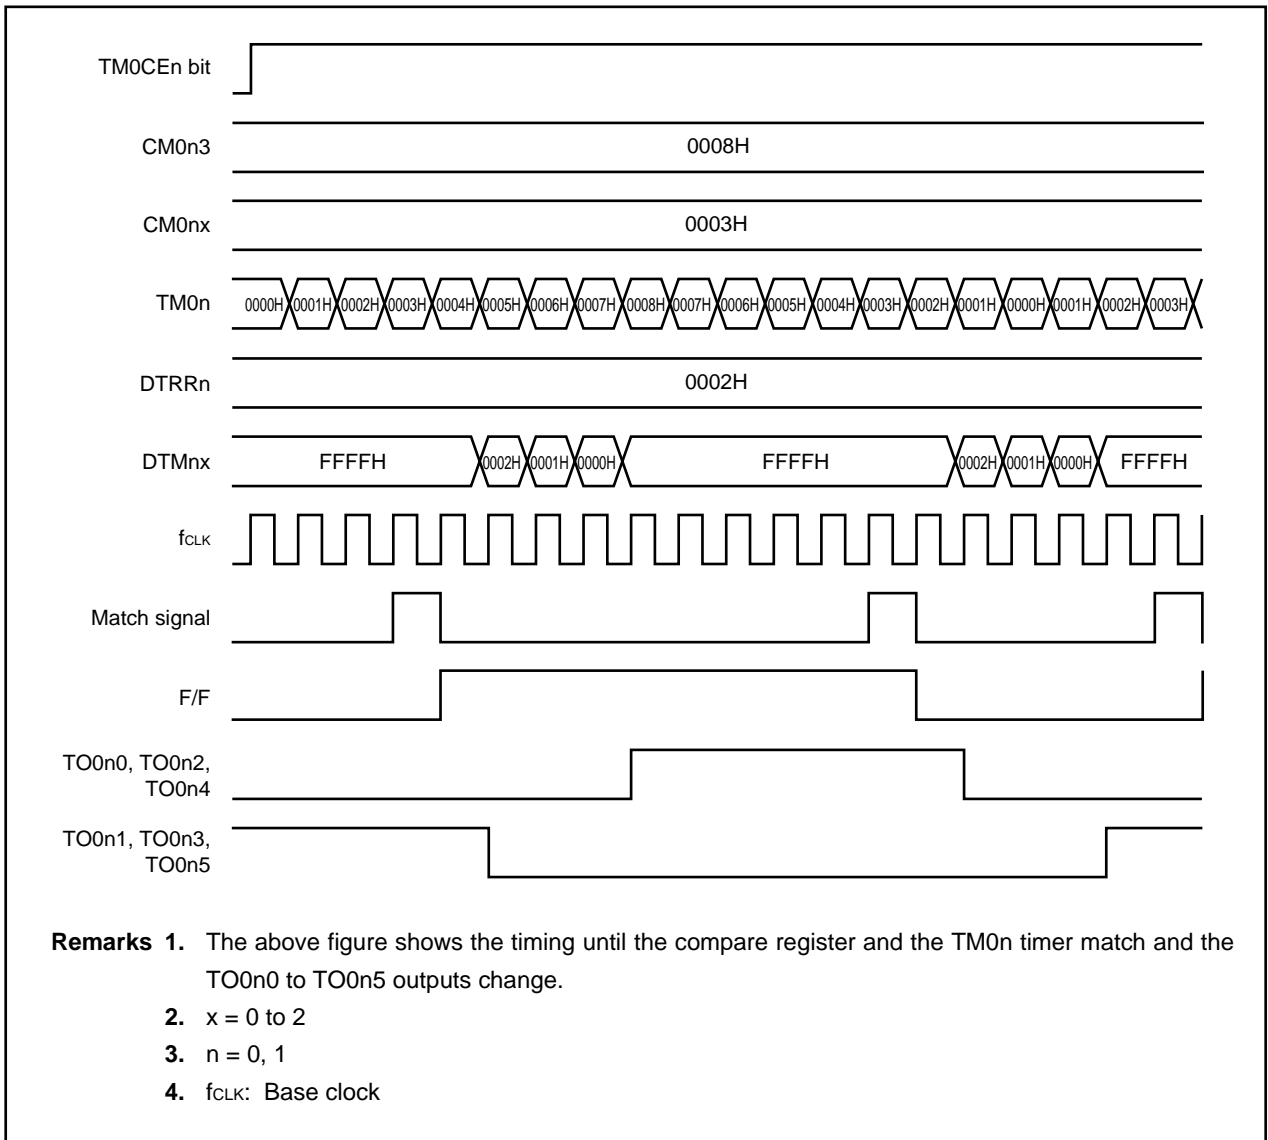 TM0CEn bit
CM0n3
0008H
CM0nx
0003H
TM0n
0000H 0001H 0002H 0003H 0004H 0005H 0006H 0007H 0008H 0007H 0006H 0005H 0004H 0003H 0002H 0001H 0000H 0001H 0002H 0003H
DTRRn
0002H
DTMnx
FFFFH 0002H 0001H 0000H FFFFH 0002H 0001H 0000H FFFFH
fCLK
Match signal
F/F
TO0n0, TO0n2,
TO0n4
TO0n1, TO0n3,
TO0n5
Remarks 1. The above figure shows the timing until the compare register and the TM0n timer match and the
TO0n0 to TO0n5 outputs change.
2. x = 0 to 2
3. n = 0, 1
4. fCLK: Base clock